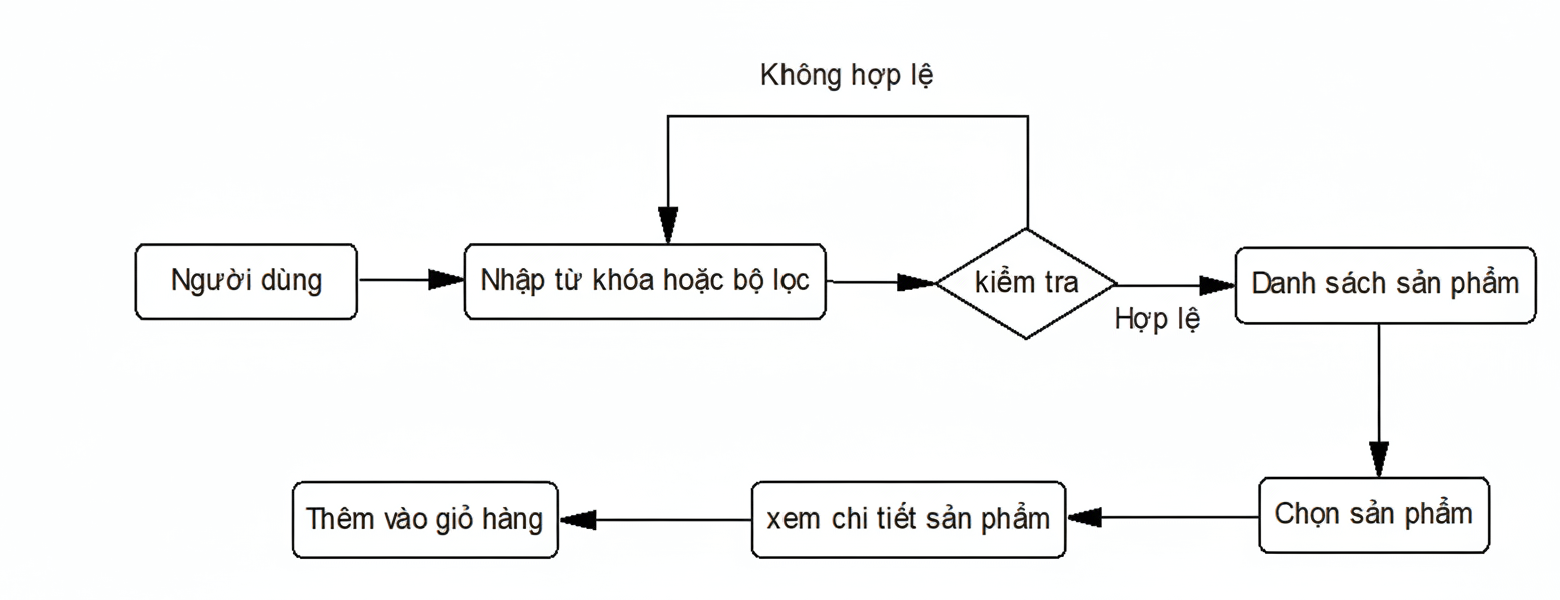 Không hợp lệ
Người dùng
Nhập từ khóa hoặc bộ lọc
kiểm tra
Hợp lệ
Danh sách sản phẩm
Chọn sản phẩm
xem chi tiết sản phẩm
Thêm vào giỏ hàng